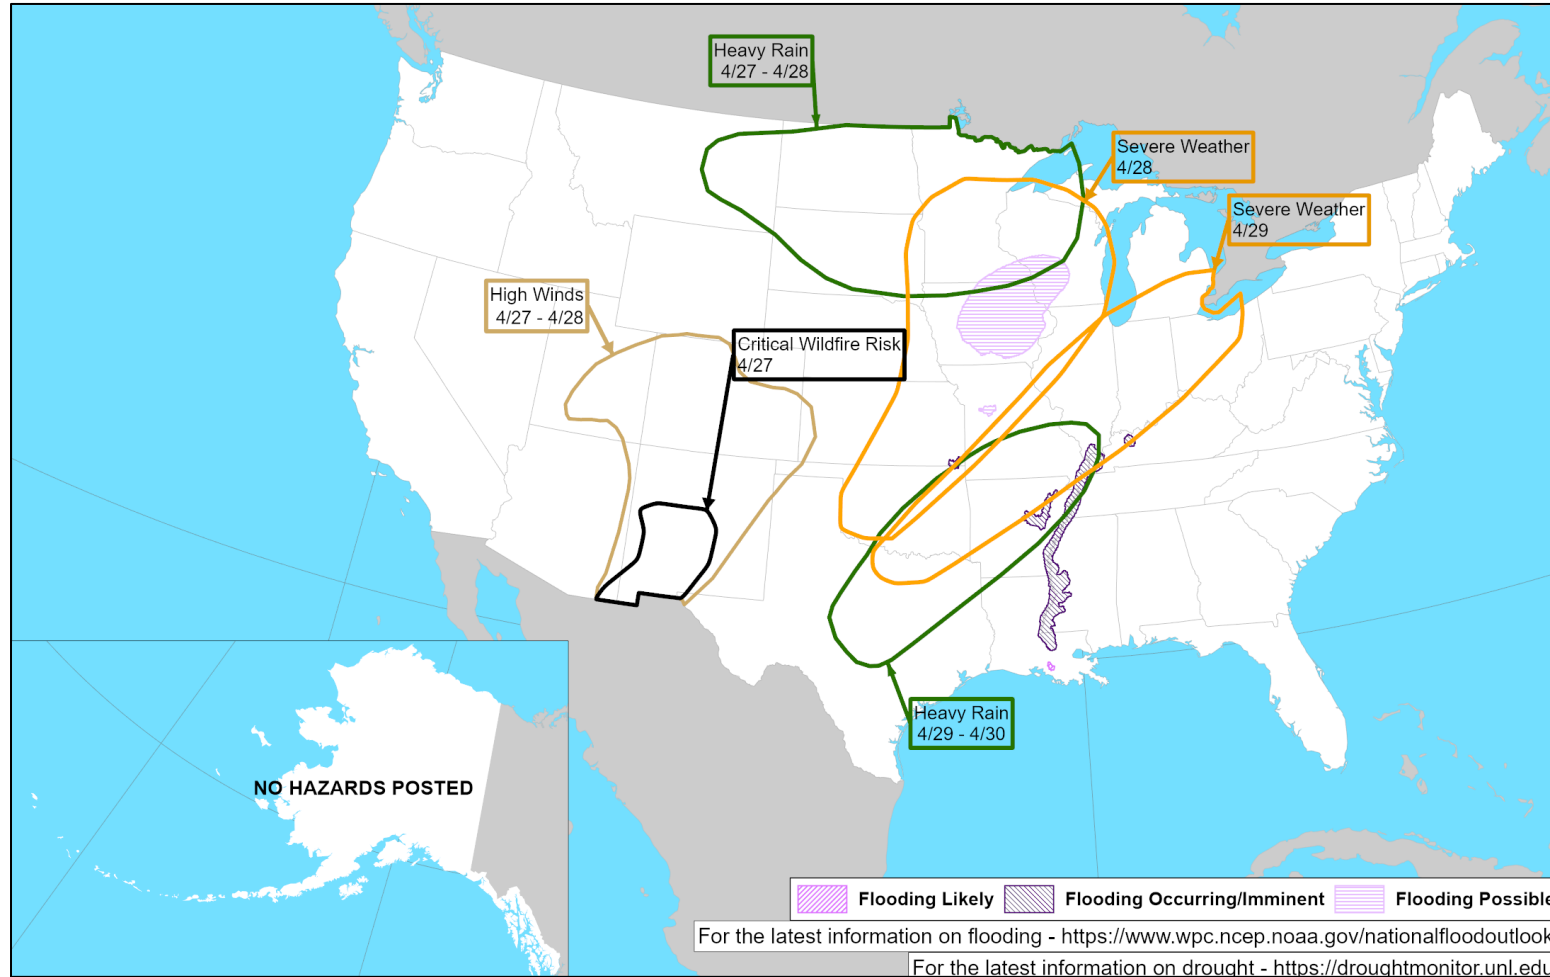 Heavy Rain
4/27 - 4/28
Severe Weather
4/28
Severe Weather
4/29
High Winds
4/27 - 4/28
Critical Wildfire Risk
4/27
Heavy Rain
4/29 - 4/30
NO HAZARDS POSTED
Flooding Likely
Flooding Occurring/Imminent
Flooding Possible
For the latest information on flooding - https://www.wpc.ncep.noaa.gov/nationalfloodoutlook
For the latest information on drought - https://droughtmonitor.unl.edu